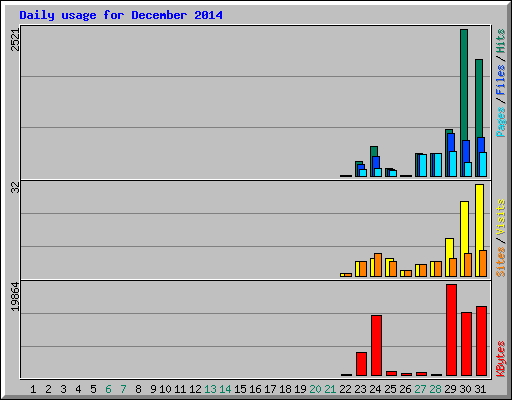 Daily usage for December 2014
2521
32
19864
Pages/Files/Hits
Sites/Visits
KBytes
1 2 3 4 5 6 7 8 9 10 11 12 13 14 15 16 17 18 19 20 21 22 23 24 25 26 27 28 29 30 31